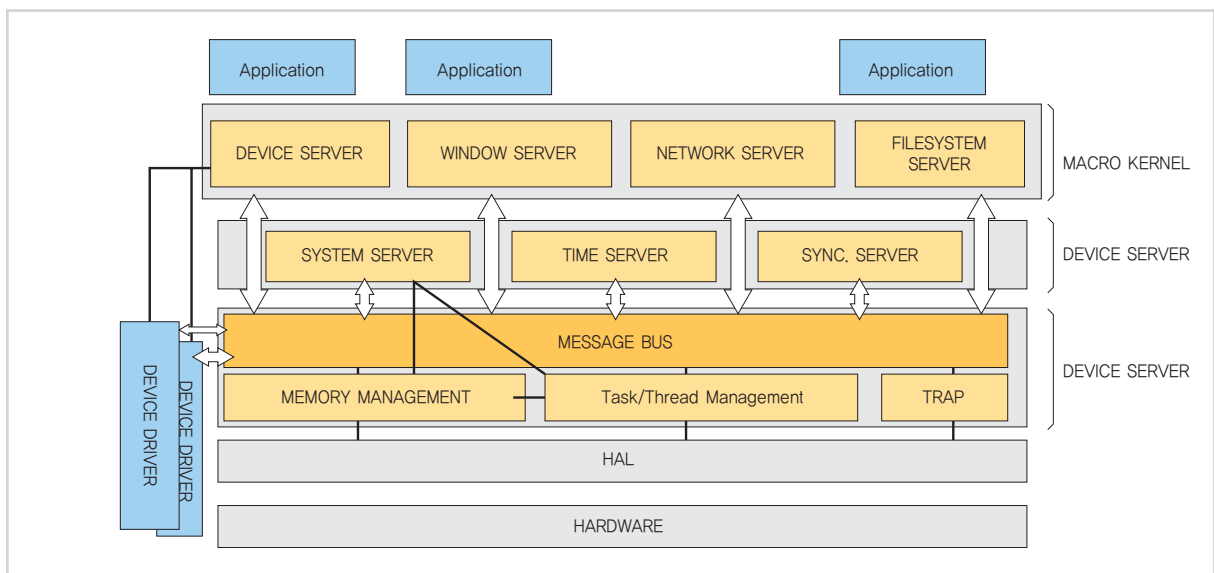 Application
Application
Application
DEVICE SERVER
WINDOW SERVER
NETWORK SERVER
FILESYSTEM
SERVER
MACRO KERNEL
SYSTEM SERVER
TIME SERVER
SYNC. SERVER
DEVICE SERVER
MESSAGE BUS
DEVICE SERVER
MEMORY MANAGEMENT
Task/Thread Management
TRAP
DEVICE DRIVER
DEVICE DRIVER
HAL
HARDWARE